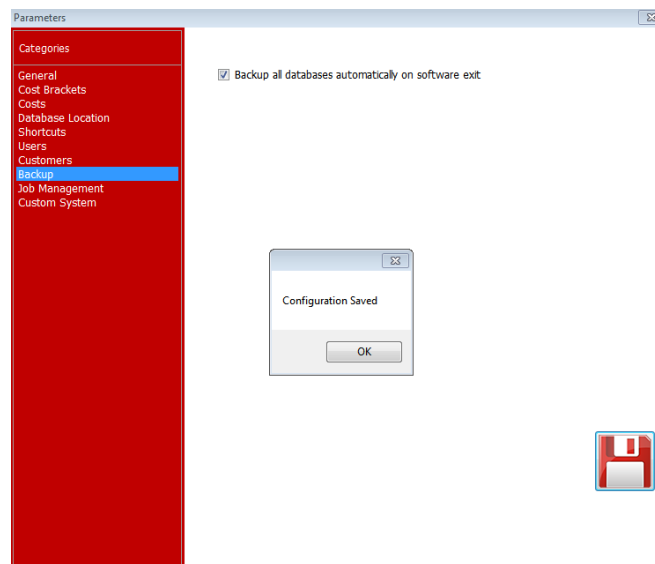 Parameters
Categories
General
Cost Brackets
Costs
Database Location
Shortcuts
Users
Customers
Backup
Job Management
Custom System
Backup all databases automatically on software exit
Configuration Saved
OK